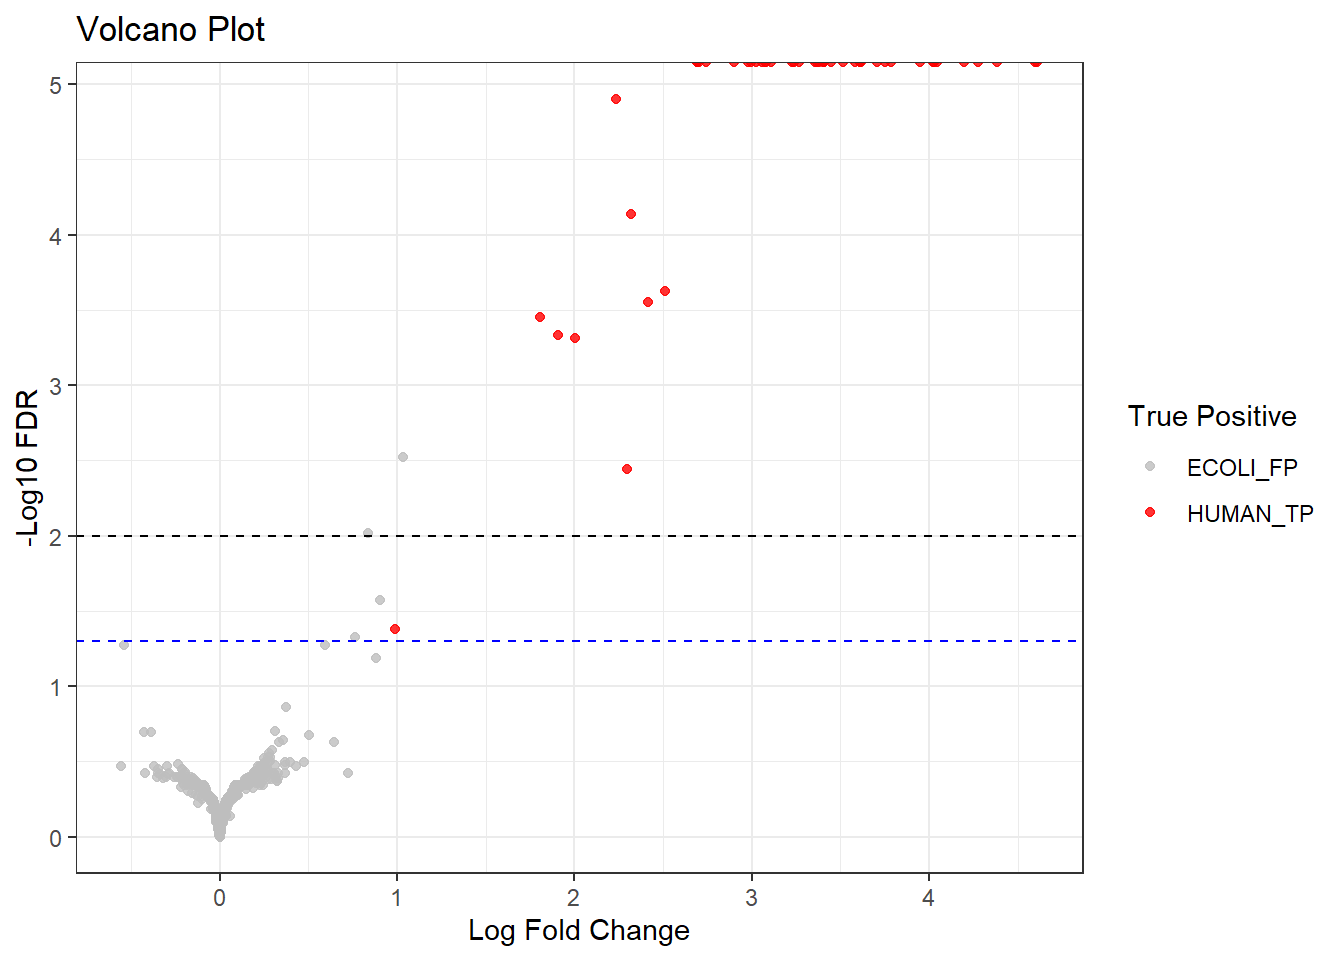 Volcano Plot
5
4
3
2
1
0
-Log10 FDR
0 1 2 3 4
Log Fold Change
True Positive
ECOLI_FP
HUMAN_TP